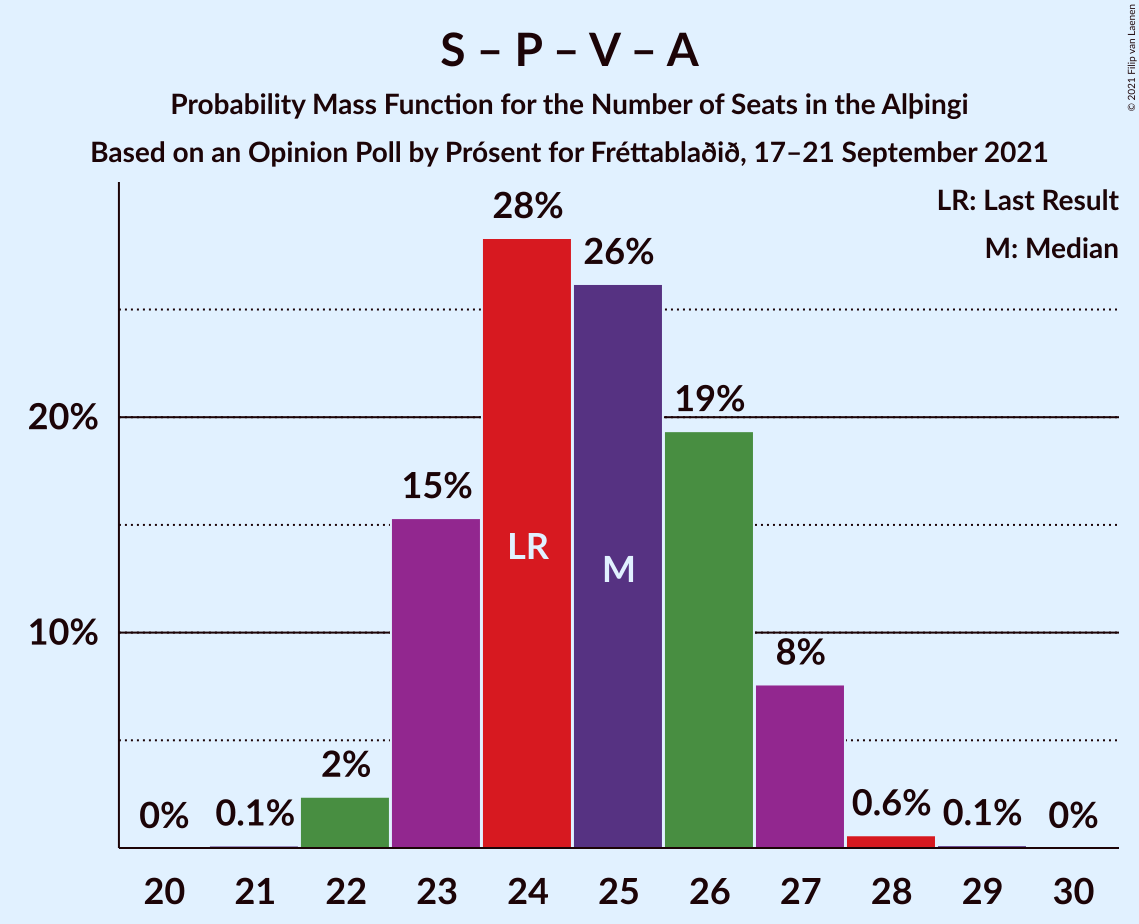 S – P – V – A
Probability Mass Function for the Number of Seats in the Alþingi
Based on an Opinion Poll by Prósent for Fréttablaðið, 17–21 September 2021
© 2021 Filip van Laenen
LR: Last Result
M: Median
28%
26%
20%
19%
15%
LR
M
10%
8%
2%
0%
0.1%
0.6%
0.1%
0%
20 21 22 23 24 25 26 27 28 29 30